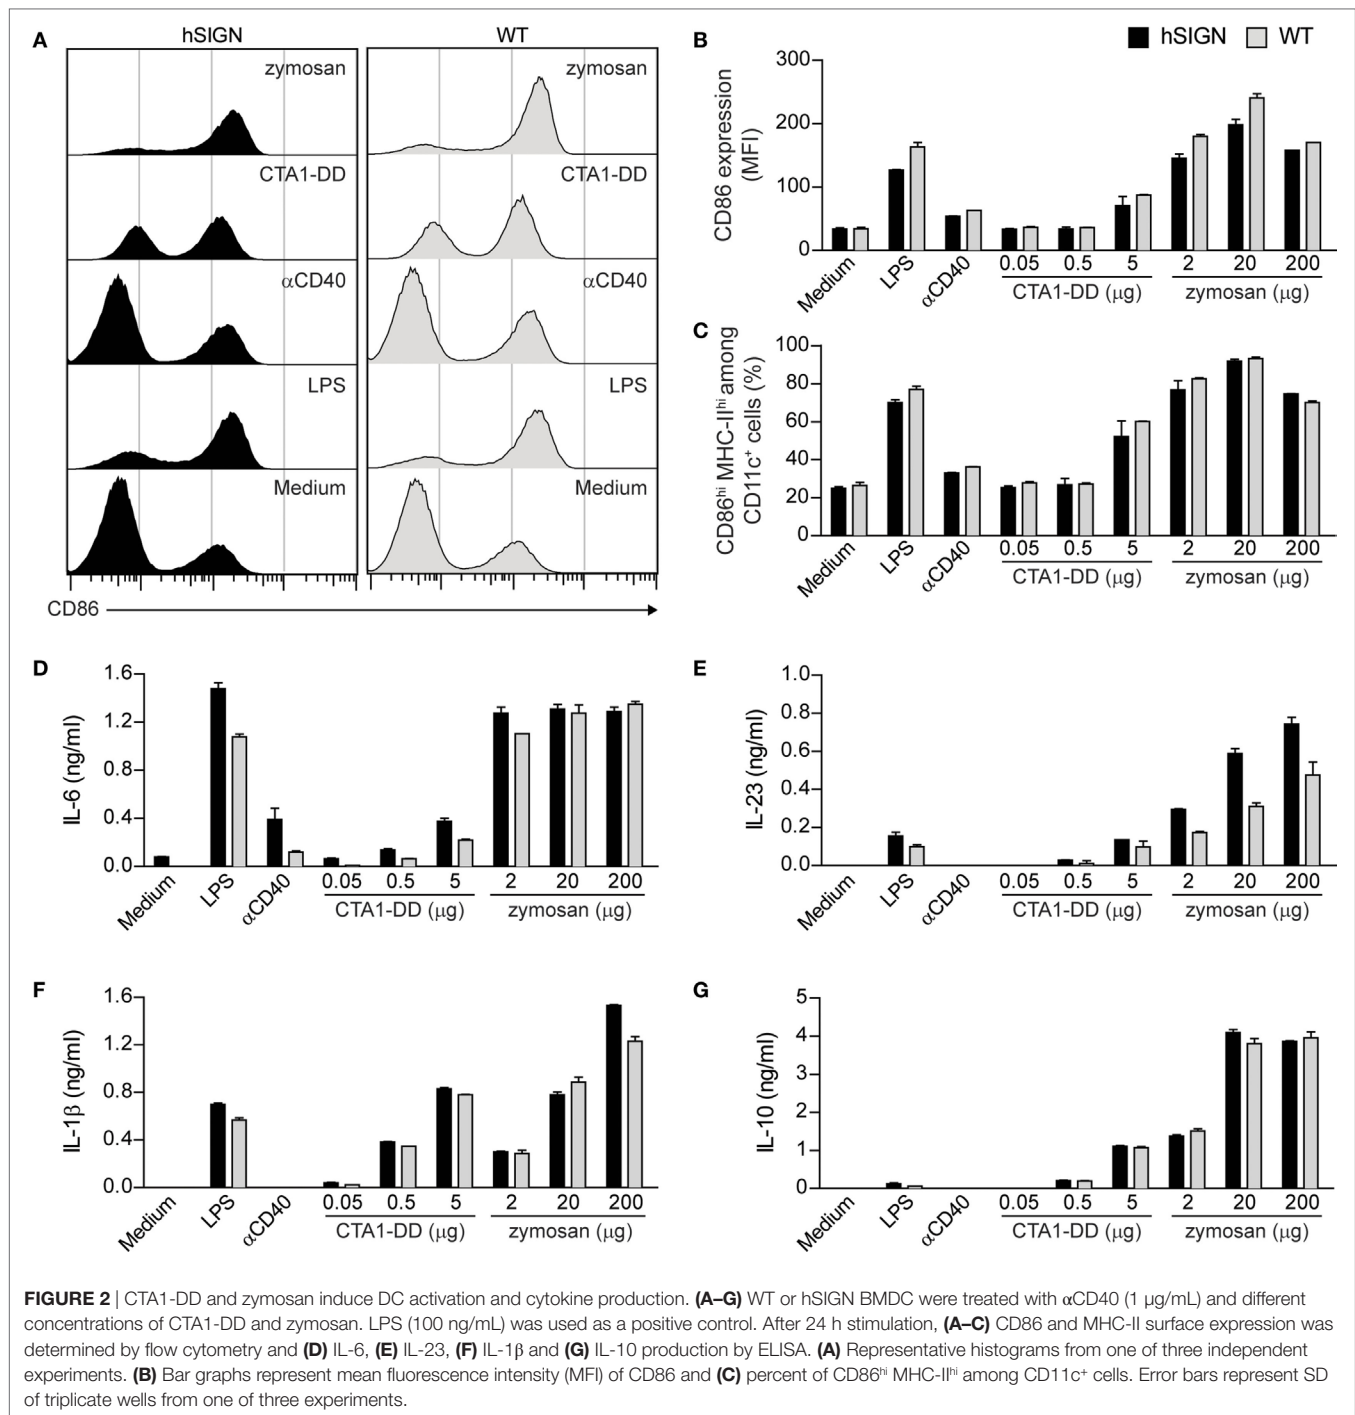 A
hSIGN
WT
zymosan
zymosan
CTA1-DD
CTA1-DD
αCD40
αCD40
LPS
LPS
Medium
Medium
CD86
B
hSIGN
WT
CD86 expression
(MFI)
300
200
100
0
Medium
LPS
αCD40
0.05 0.5 5
2 20 200
CTA1-DD (μg)
zymosan (μg)
C
CD86ʰⁱ MHC-IIʰⁱ among
CD11c⁺ cells (%)
100
80
60
40
20
0
Medium
LPS
αCD40
0.05 0.5 5
2 20 200
CTA1-DD (μg)
zymosan (μg)
D
IL-6 (ng/ml)
1.6
1.2
0.8
0.4
0.0
Medium
LPS
αCD40
0.05 0.5 5
2 20 200
CTA1-DD (μg)
zymosan (μg)
E
IL-23 (ng/ml)
1.0
0.8
0.6
0.4
0.2
0.0
Medium
LPS
αCD40
0.05 0.5 5
2 20 200
CTA1-DD (μg)
zymosan (μg)
F
IL-1β (ng/ml)
1.6
1.2
0.8
0.4
0.0
Medium
LPS
αCD40
0.05 0.5 5
2 20 200
CTA1-DD (μg)
zymosan (μg)
G
IL-10 (ng/ml)
5
4
3
2
1
0
Medium
LPS
αCD40
0.05 0.5 5
2 20 200
CTA1-DD (μg)
zymosan (μg)
FIGURE 2 | CTA1-DD and zymosan induce DC activation and cytokine production. (A–G) WT or hSIGN BMDC were treated with αCD40 (1 μg/mL) and different
concentrations of CTA1-DD and zymosan. LPS (100 ng/mL) was used as a positive control. After 24 h stimulation, (A–C) CD86 and MHC-II surface expression was
determined by flow cytometry and (D) IL-6, (E) IL-23, (F) IL-1β and (G) IL-10 production by ELISA. (A) Representative histograms from one of three independent
experiments. (B) Bar graphs represent mean fluorescence intensity (MFI) of CD86 and (C) percent of CD86ʰⁱ MHC-IIʰⁱ among CD11c⁺ cells. Error bars represent SD
of triplicate wells from one of three experiments.